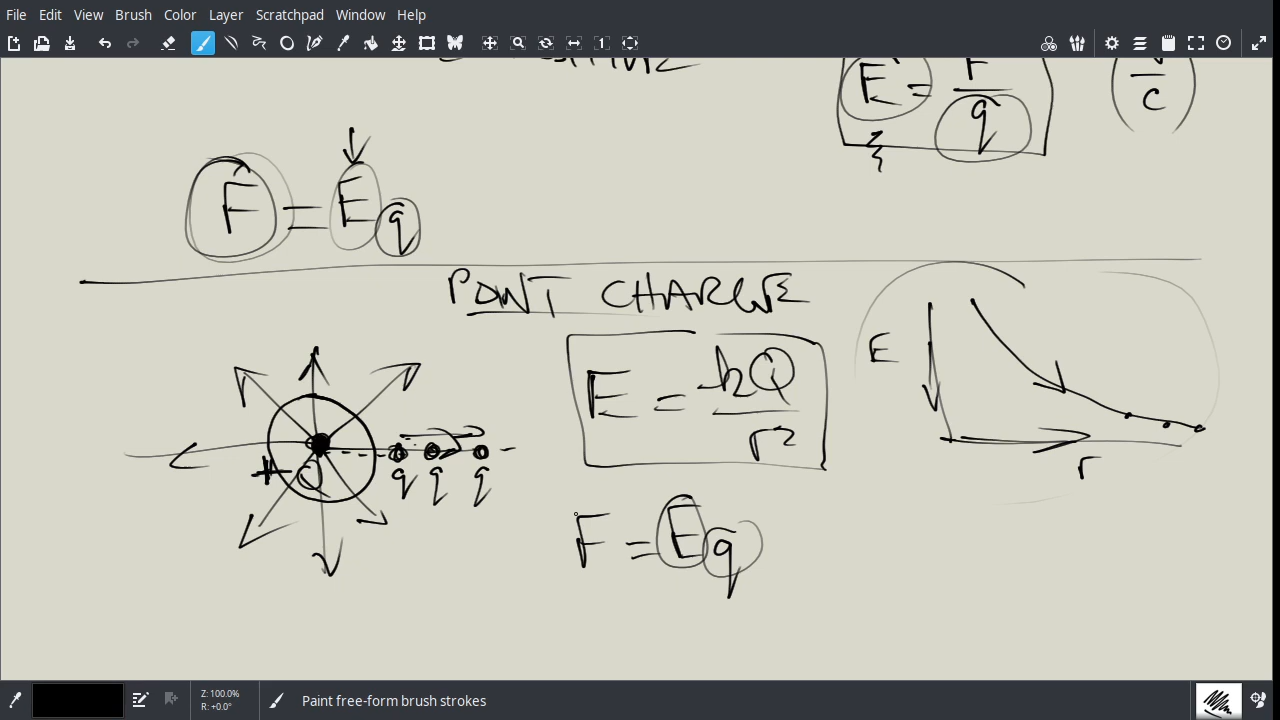 File Edit View Brush Color Layer Scratchpad Window Help
1
E = F/q
N/C
F = Eq
POINT CHARGE
E = kQ/r²
E
r
+ Q
q q q
F = Eq
Z: 100.0%
R: +0.0°
Paint free-form brush strokes